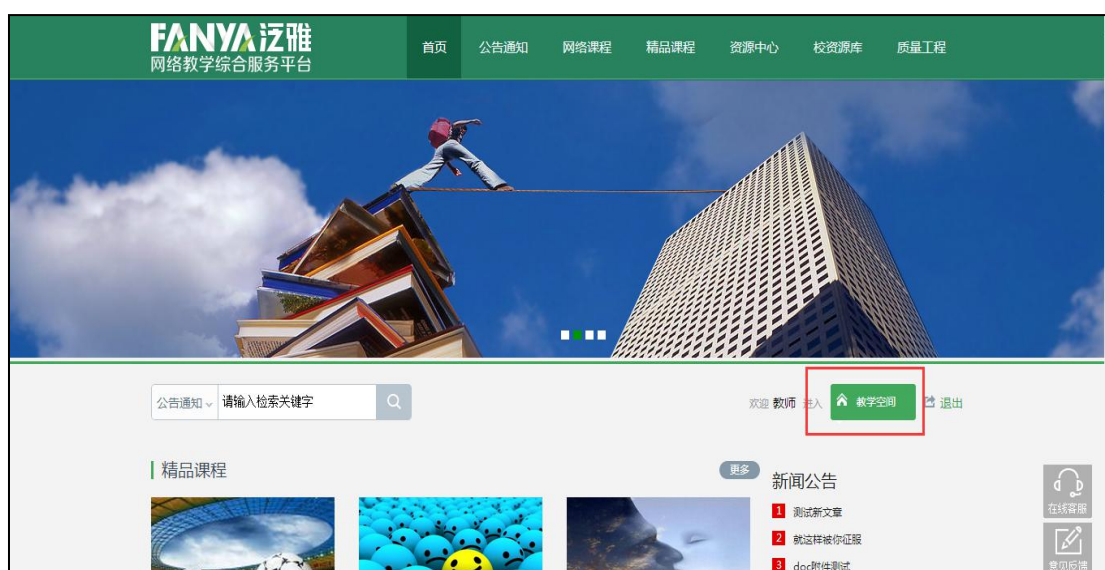 FANYA 泛雅
网络教学综合服务平台
首页 公告通知 网络课程 精品课程 资源中心 校资源库 质量工程
公告通知 请输入检索关键字
欢迎 教师 进入 教学空间 退出
精品课程 更多
新闻公告
1 测试新文章
2 就这样被你征服
3 doc附件测试
在线客服
意见反馈